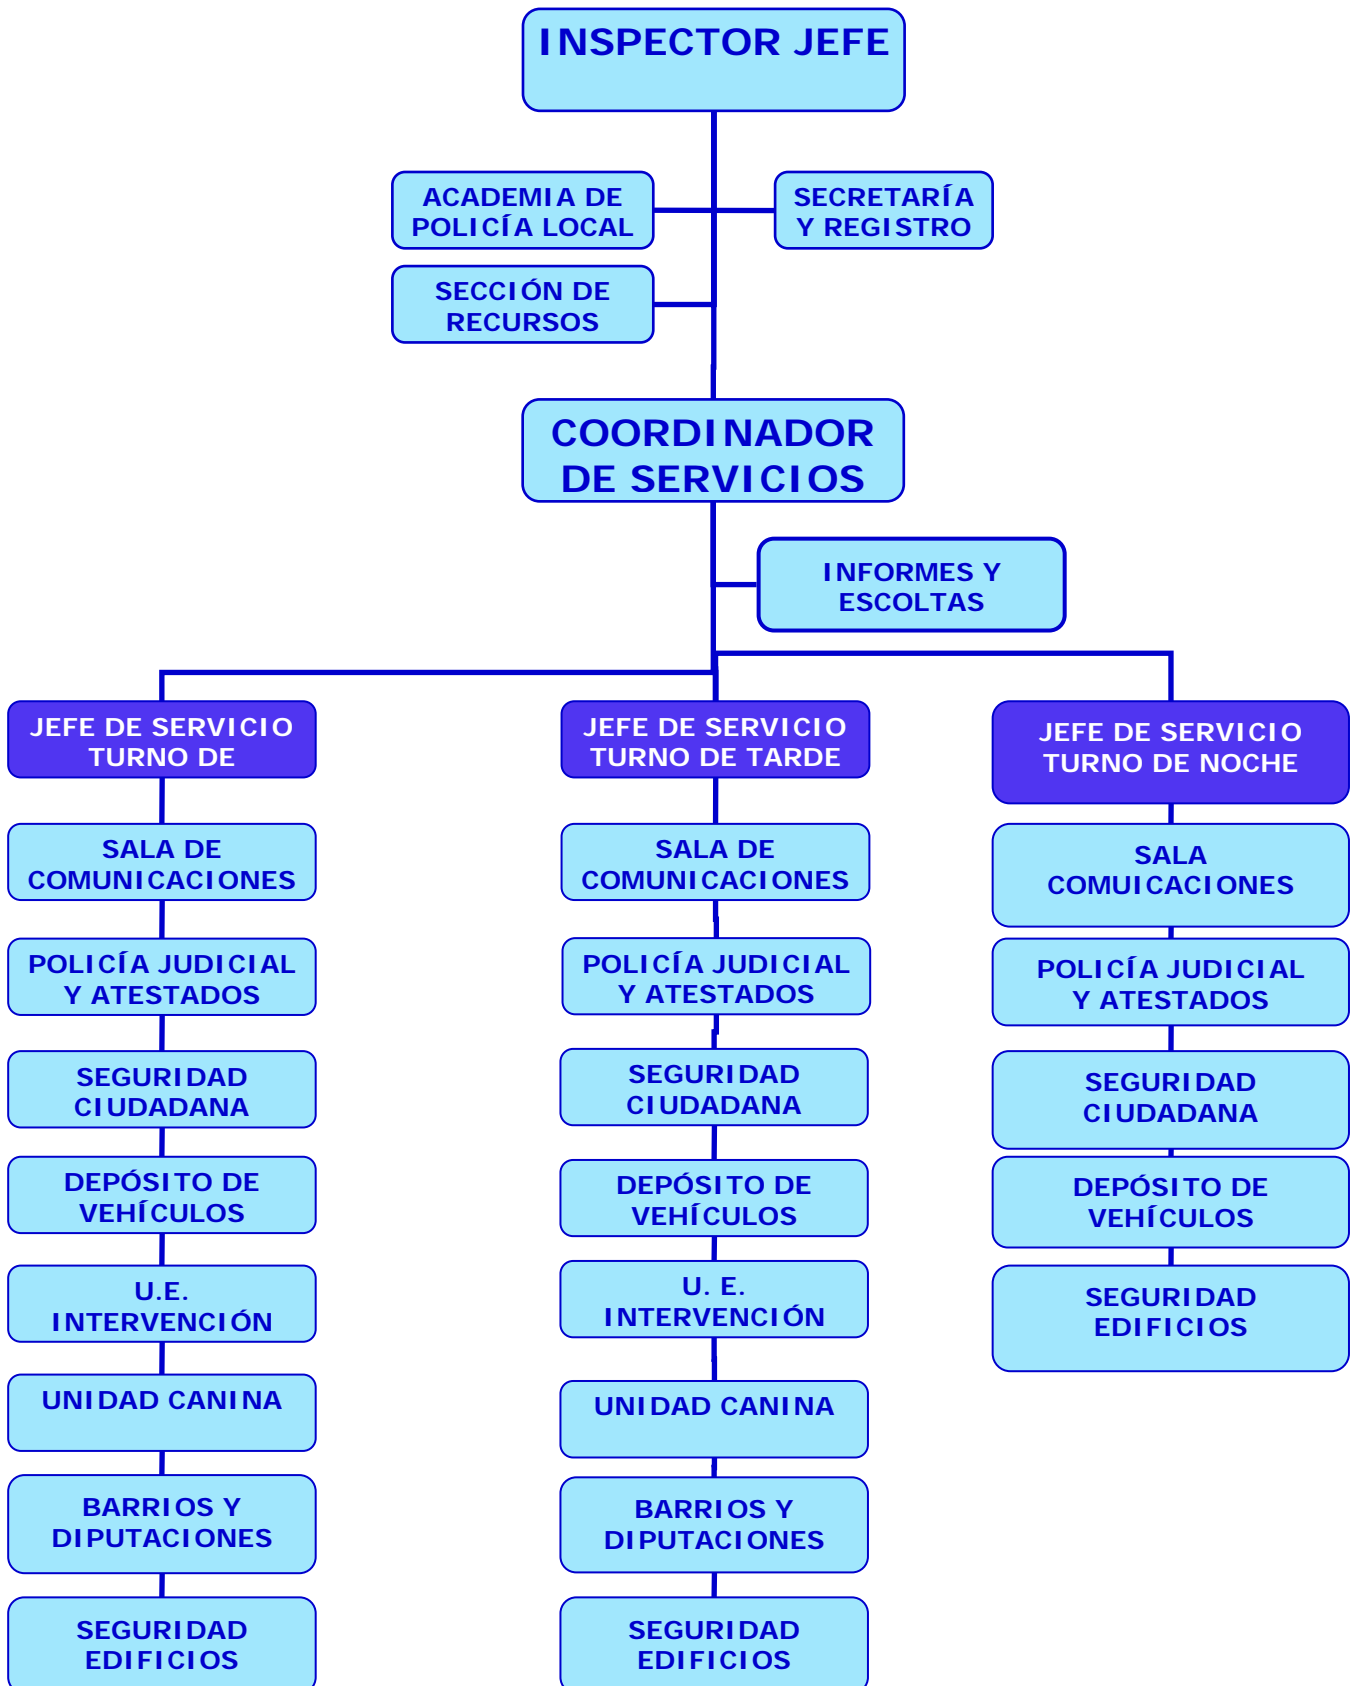 INSPECTOR JEFE
ACADEMIA DE
POLICÍA LOCAL
SECRETARÍA
Y REGISTRO
SECCIÓN DE
RECURSOS
COORDINADOR
DE SERVICIOS
INFORMES Y
ESCOLTAS
JEFE DE SERVICIO
TURNO DE
SALA DE
COMUNICACIONES
POLICÍA JUDICIAL
Y ATESTADOS
SEGURIDAD
CIUDADANA
DEPÓSITO DE
VEHÍCULOS
U.E.
INTERVENCIÓN
UNIDAD CANINA
BARRIOS Y
DIPUTACIONES
SEGURIDAD
EDIFICIOS
JEFE DE SERVICIO
TURNO DE TARDE
SALA DE
COMUNICACIONES
POLICÍA JUDICIAL
Y ATESTADOS
SEGURIDAD
CIUDADANA
DEPÓSITO DE
VEHÍCULOS
U. E.
INTERVENCIÓN
UNIDAD CANINA
BARRIOS Y
DIPUTACIONES
SEGURIDAD
EDIFICIOS
JEFE DE SERVICIO
TURNO DE NOCHE
SALA
COMUICACIONES
POLICÍA JUDICIAL
Y ATESTADOS
SEGURIDAD
CIUDADANA
DEPÓSITO DE
VEHÍCULOS
SEGURIDAD
EDIFICIOS